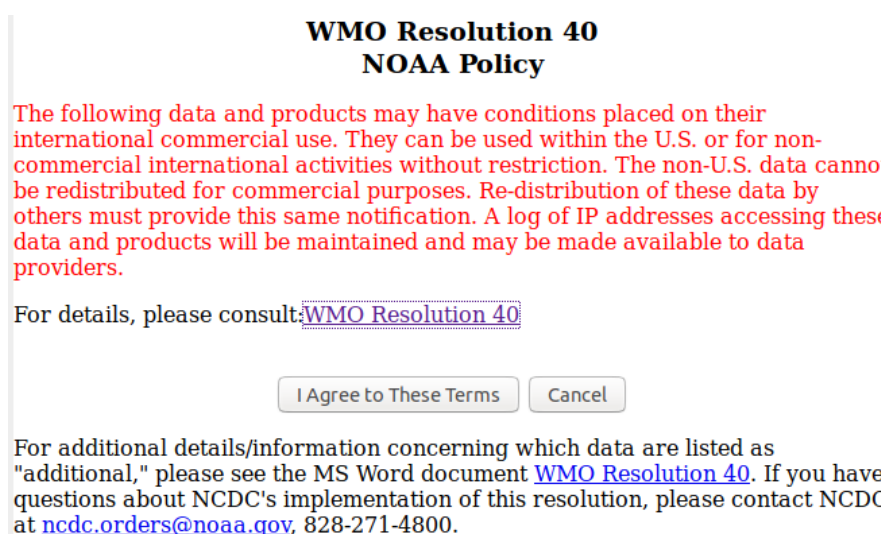 WMO Resolution 40
NOAA Policy
The following data and products may have conditions placed on their
international commercial use. They can be used within the U.S. or for non-
commercial international activities without restriction. The non-U.S. data canno
be redistributed for commercial purposes. Re-distribution of these data by
others must provide this same notification. A log of IP addresses accessing these
data and products will be maintained and may be made available to data
providers.
For details, please consult:WMO Resolution 40
I Agree to These Terms Cancel
For additional details/information concerning which data are listed as
"additional," please see the MS Word document WMO Resolution 40. If you have
questions about NCDC's implementation of this resolution, please contact NCDC
at ncdc.orders@noaa.gov, 828-271-4800.